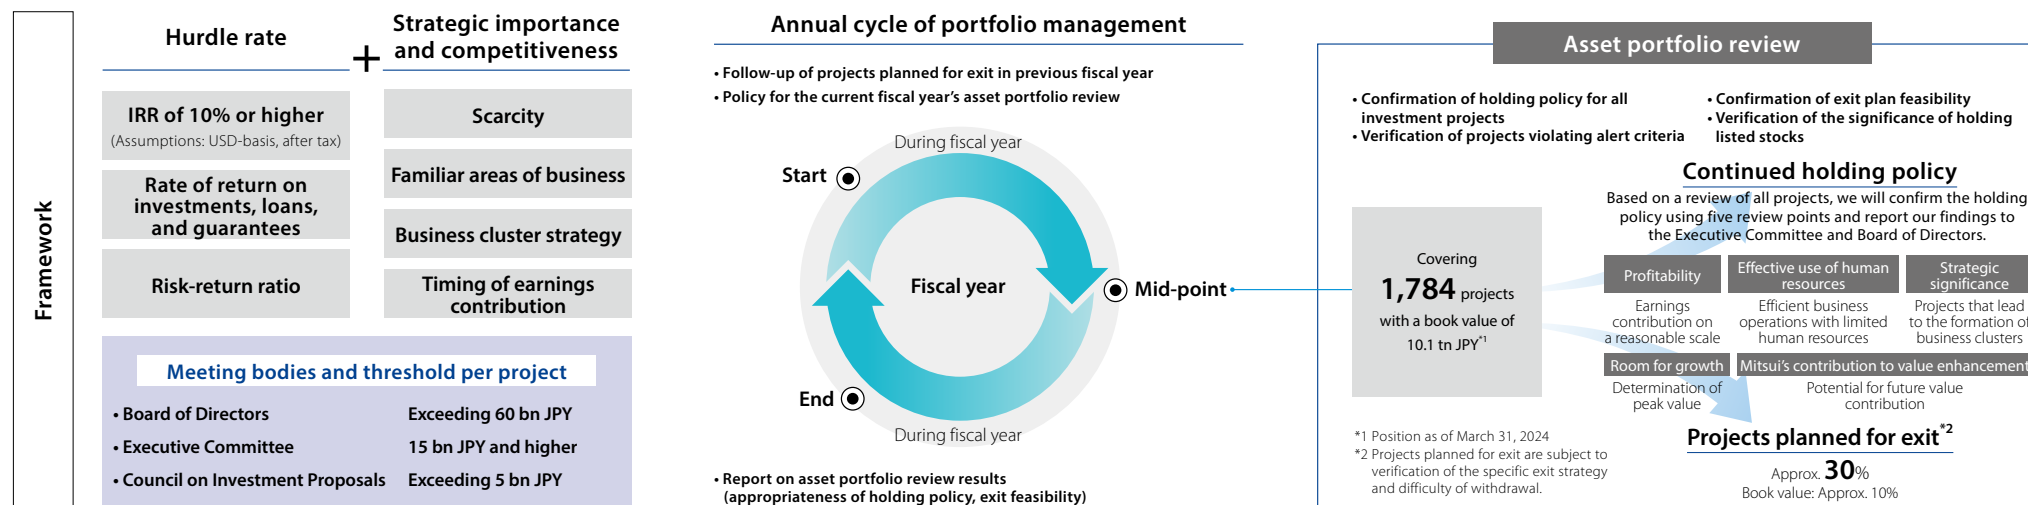 Framework
Hurdle rate
+
Strategic importance
and competitiveness
IRR of 10% or higher
(Assumptions: USD-basis, after tax)
Rate of return on
investments, loans,
and guarantees
Risk-return ratio
Scarcity
Familiar areas of business
Business cluster strategy
Timing of earnings
contribution
Meeting bodies and threshold per project
• Board of Directors Exceeding 60 bn JPY
• Executive Committee 15 bn JPY and higher
• Council on Investment Proposals Exceeding 5 bn JPY
Annual cycle of portfolio management
• Follow-up of projects planned for exit in previous fiscal year
• Policy for the current fiscal year's asset portfolio review
During fiscal year
Start
Fiscal year
Mid-point
End
During fiscal year
• Report on asset portfolio review results
(appropriateness of holding policy, exit feasibility)
Asset portfolio review
• Confirmation of holding policy for all
investment projects
• Verification of projects violating alert criteria
• Confirmation of exit plan feasibility
• Verification of the significance of holding
listed stocks
Covering
1,784 projects
with a book value of
10.1 tn JPY*1
Continued holding policy
Based on a review of all projects, we will confirm the holding
policy using five review points and report our findings to
the Executive Committee and Board of Directors.
Profitability
Earnings
contribution on
a reasonable scale
Effective use of human
resources
Efficient business
operations with limited
human resources
Strategic
significance
Projects that lead
to the formation of
business clusters
Room for growth
Determination of
peak value
Mitsui's contribution to value enhancement
Potential for future value
contribution
Projects planned for exit*2
Approx. 30%
Book value: Approx. 10%
*1 Position as of March 31, 2024
*2 Projects planned for exit are subject to
verification of the specific exit strategy
and difficulty of withdrawal.